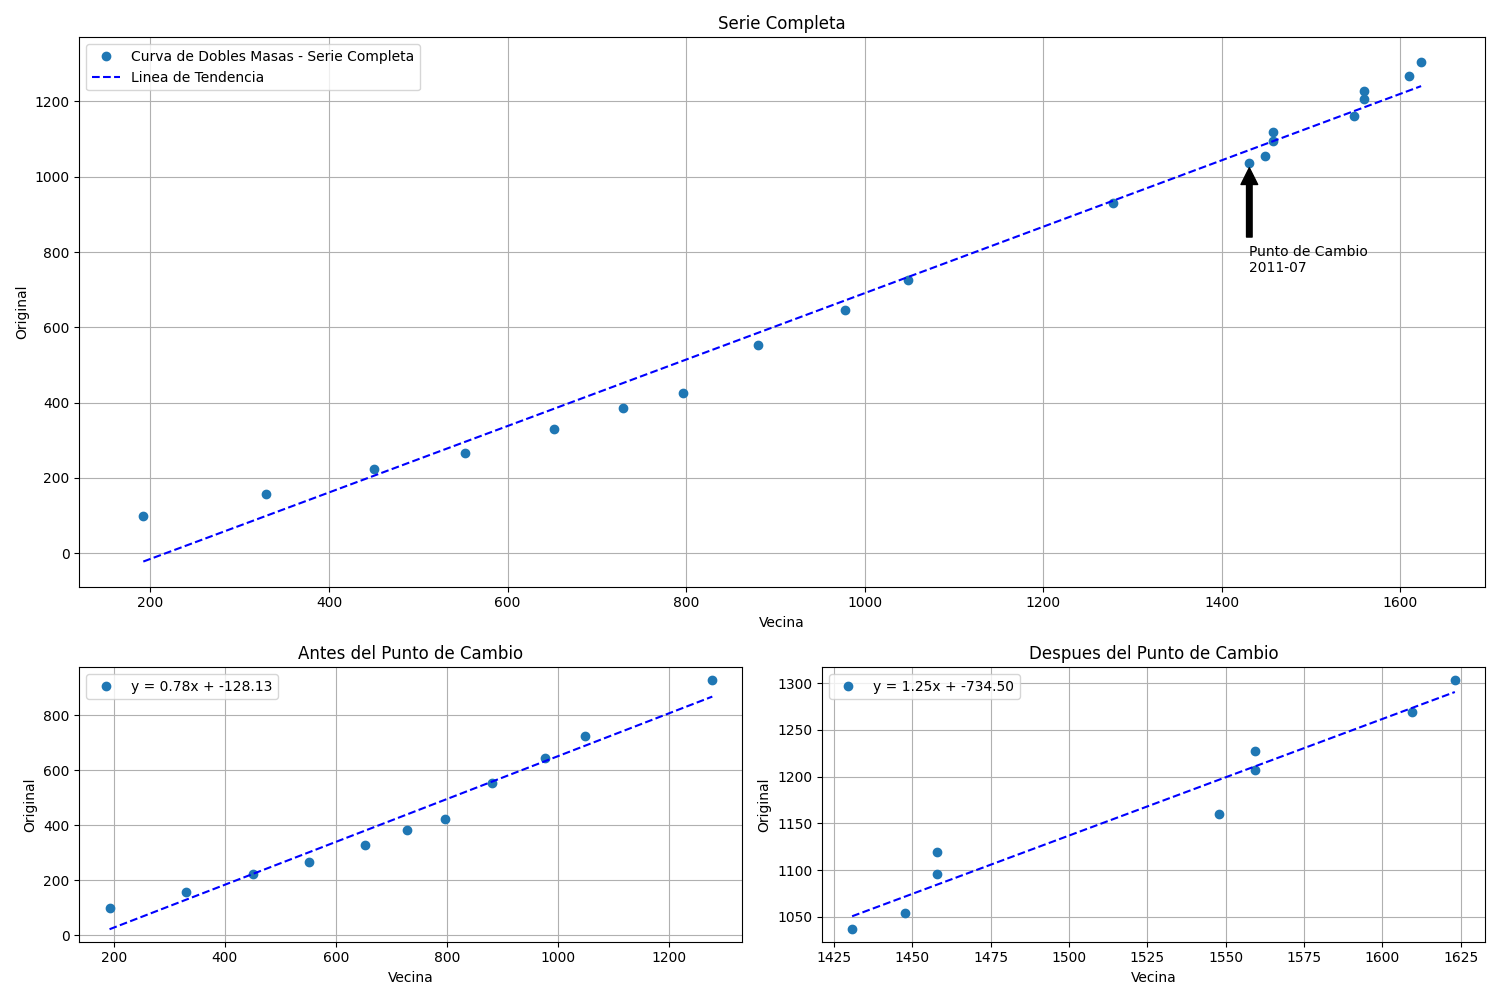 Serie Completa
Curva de Dobles Masas - Serie Completa
Linea de Tendencia
1200
1000
800
600
400
200
0
Original
Punto de Cambio
2011-07
200 400 600 800 1000 1200 1400 1600
Vecina
Antes del Punto de Cambio
y = 0.78x + -128.13
800
600
400
200
0
Original
200 400 600 800 1000 1200
Vecina
Despues del Punto de Cambio
y = 1.25x + -734.50
1300
1250
1200
1150
1100
1050
Original
1425 1450 1475 1500 1525 1550 1575 1600 1625
Vecina